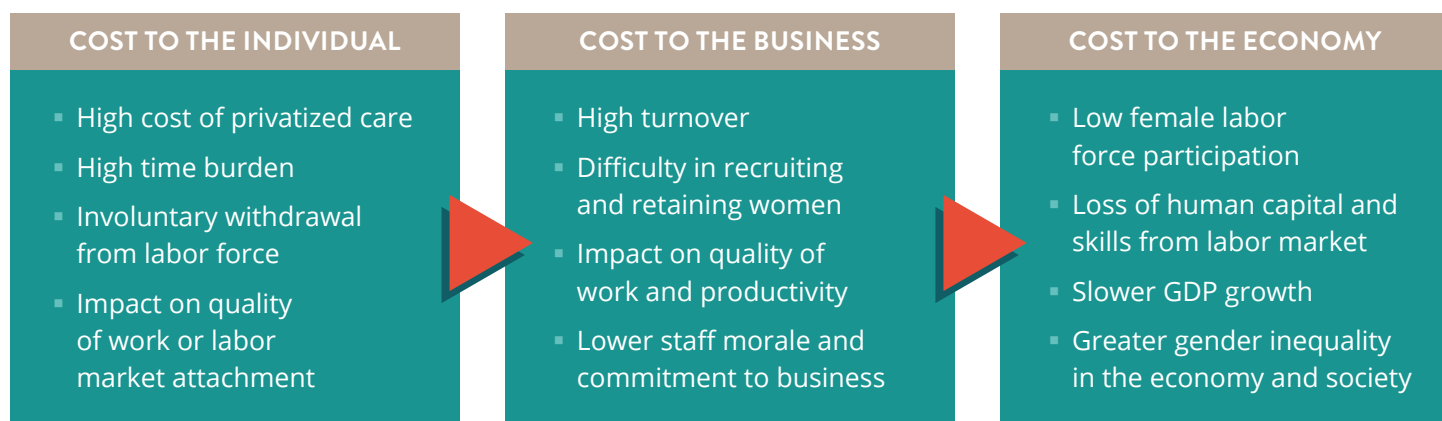 COST TO THE INDIVIDUAL
▪ High cost of privatized care
▪ High time burden
▪ Involuntary withdrawal
from labor force
▪ Impact on quality
of work or labor
market attachment
COST TO THE BUSINESS
▪ High turnover
▪ Difficulty in recruiting
and retaining women
▪ Impact on quality of
work and productivity
▪ Lower staff morale and
commitment to business
COST TO THE ECONOMY
▪ Low female labor
force participation
▪ Loss of human capital and
skills from labor market
▪ Slower GDP growth
▪ Greater gender inequality
in the economy and society